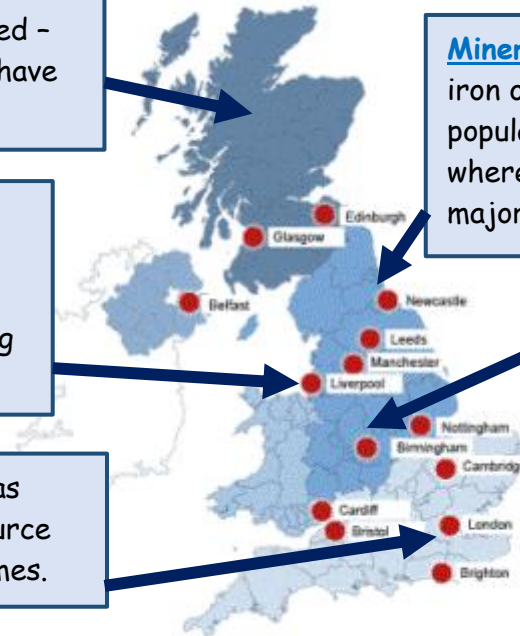 ed –
have
Miner
iron o
popula
where
major
g
as
urce
nes.
Edinburgh
Glasgow
Belfast
Newcastle
Leeds
Manchester
Liverpool
Nottingham
Birmingham
Cambridg
Cardiff
Bristol
London
Brighton